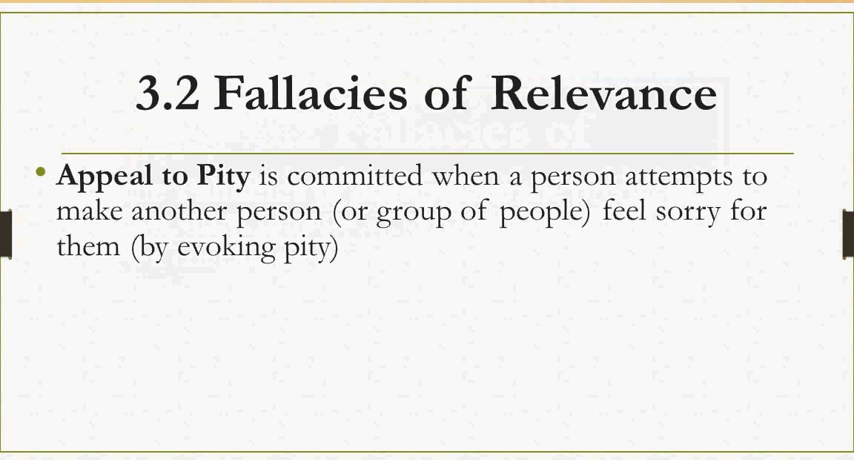 3.2 Fallacies of Relevance
• Appeal to Pity is committed when a person attempts to
make another person (or group of people) feel sorry for
them (by evoking pity)